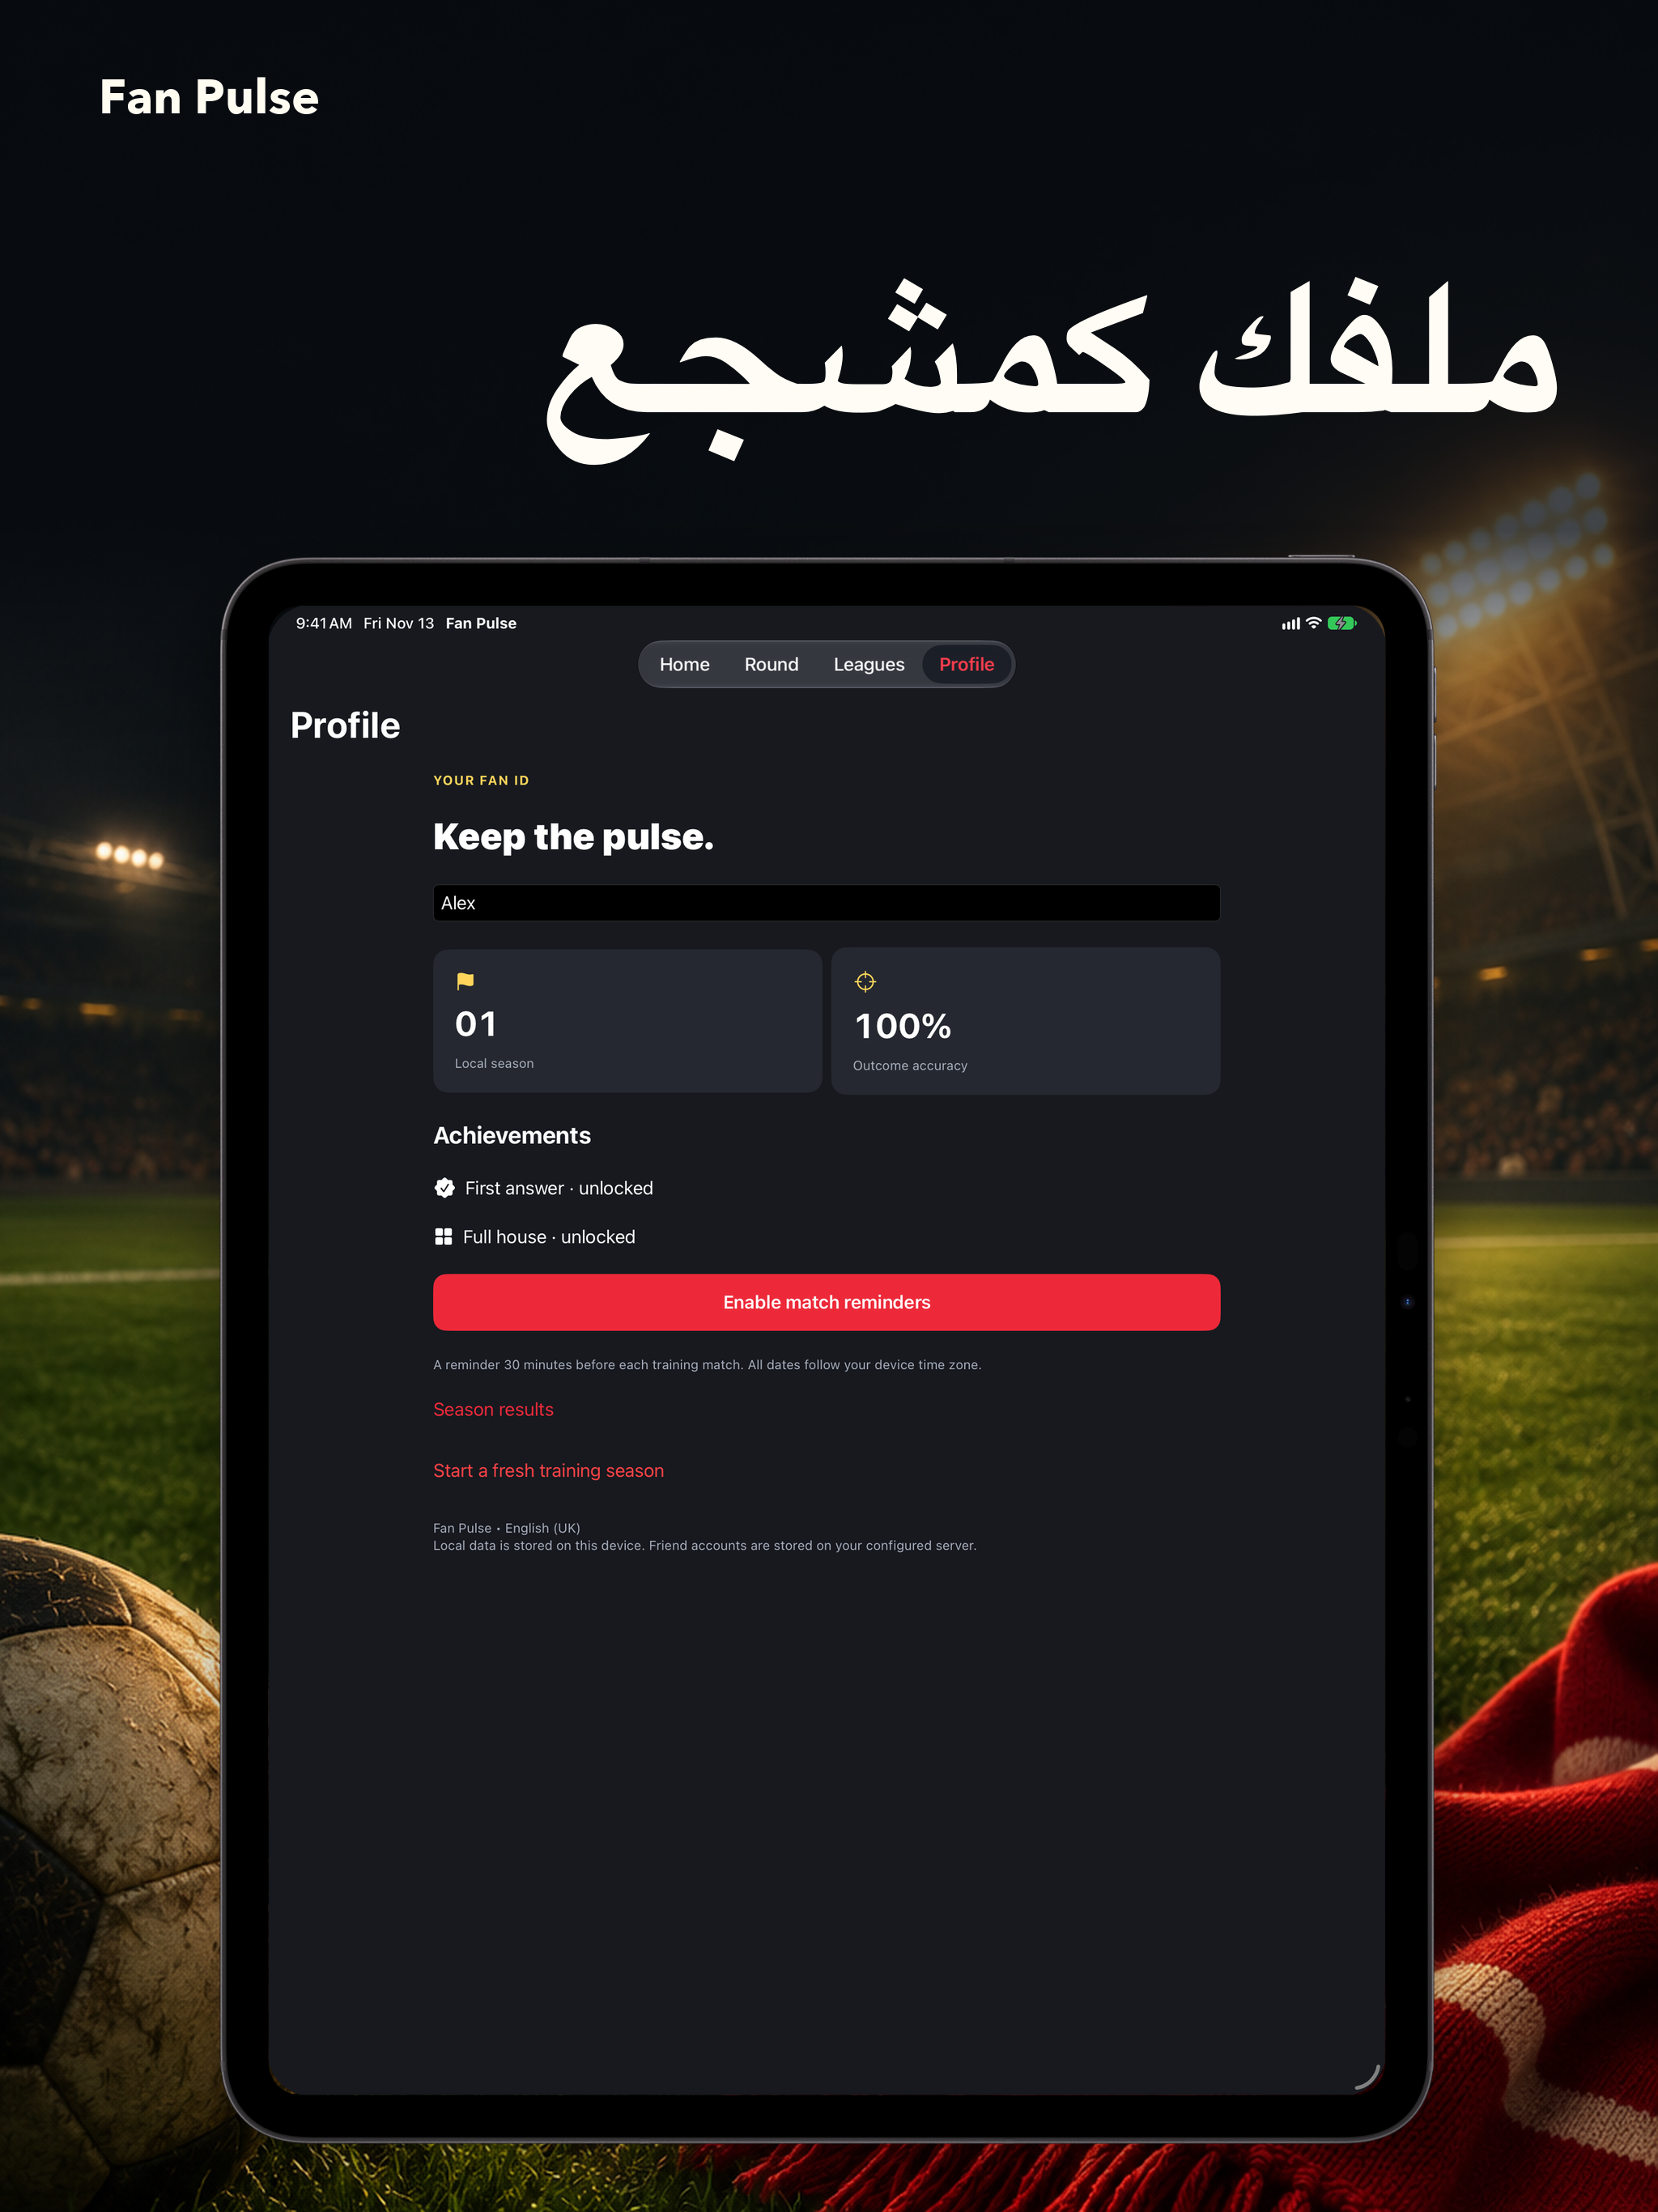 Fan Pulse
ملفك كمشجع
9:41 AM Fri Nov 13 Fan Pulse
Home Round Leagues Profile
Profile
YOUR FAN ID
Keep the pulse.
Alex
01
Local season
100%
Outcome accuracy
Achievements
First answer · unlocked
Full house · unlocked
Enable match reminders
A reminder 30 minutes before each training match. All dates follow your device time zone.
Season results
Start a fresh training season
Fan Pulse • English (UK)
Local data is stored on this device. Friend accounts are stored on your configured server.